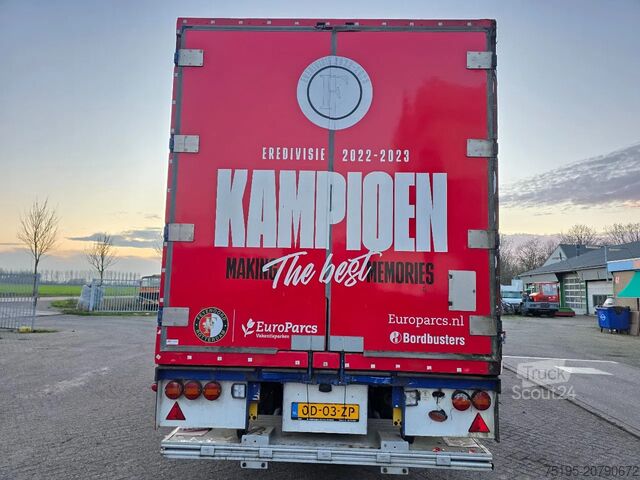 EREDIVISIE 2022-2023
KAMPIOEN
MAKING The best MEMORIES
EuroParcs
Vakantieparken
Europarcs.nl
Bordbusters
OD-03-ZP
Truck
Scout24
75195 20790672